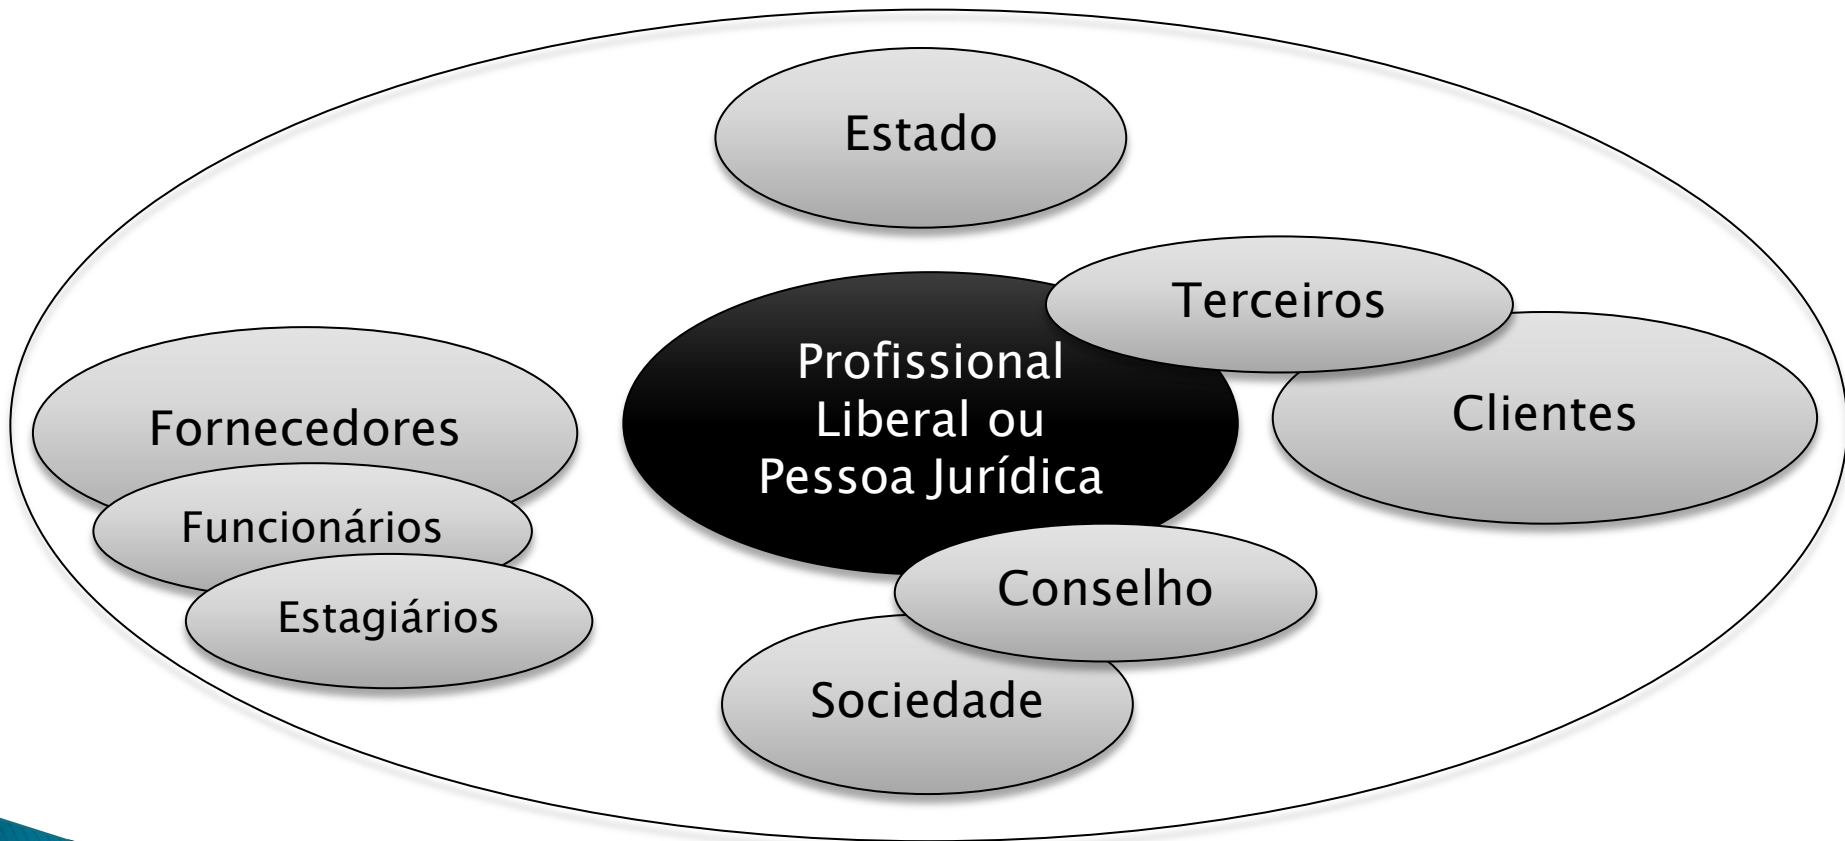 Estado
Terceiros
Profissional
Liberal ou
Pessoa Jurídica
Clientes
Fornecedores
Funcionários
Estagiários
Conselho
Sociedade